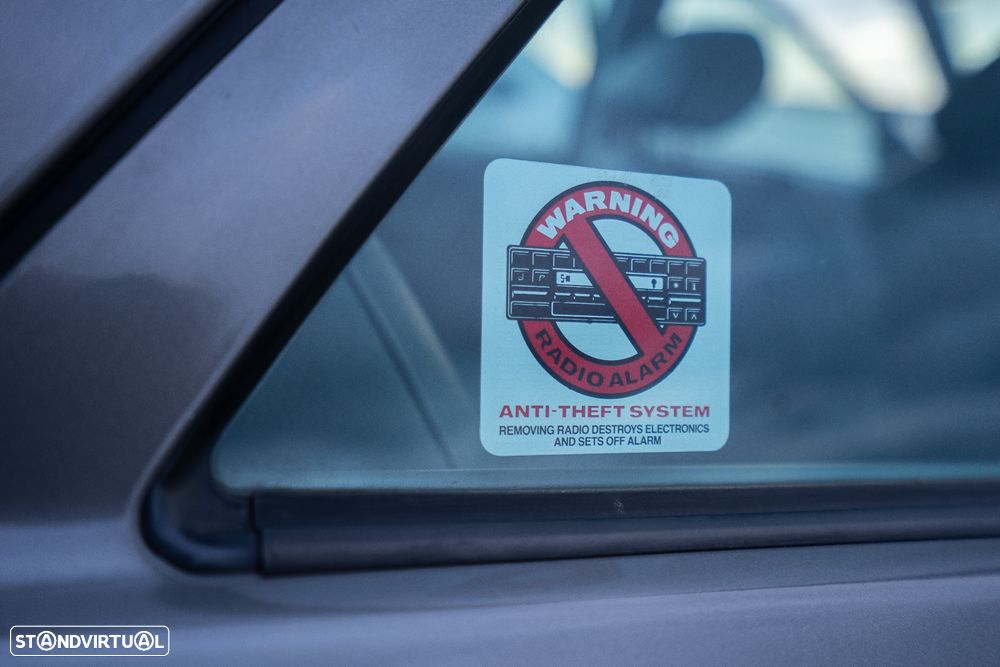 WARNING
RADIO ALARM
ANTI-THEFT SYSTEM
REMOVING RADIO DESTROYS ELECTRONICS
AND SETS OFF ALARM
STANDVIRTUAL